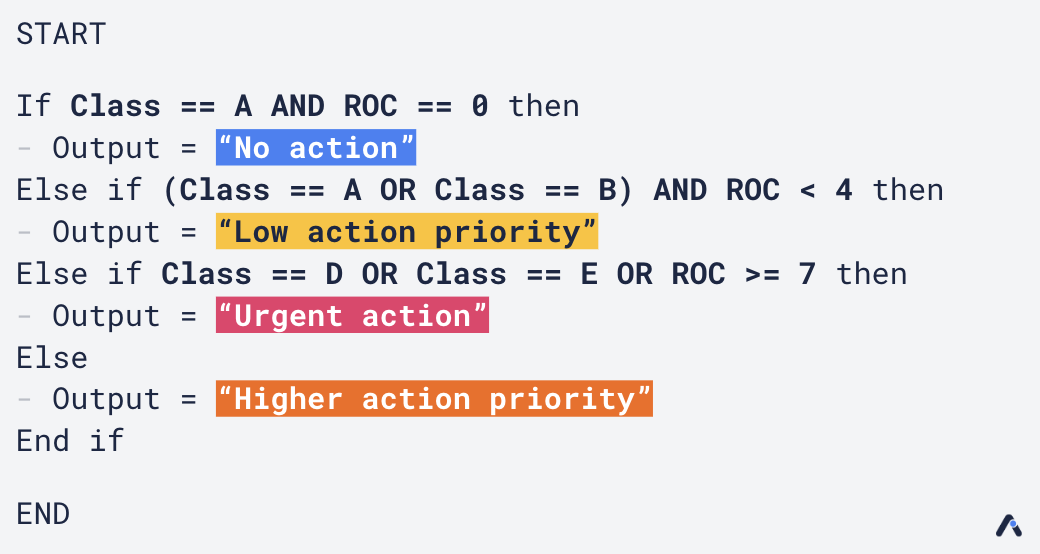 START
If Class == A AND ROC == 0 then
- Output = “No action”
Else if (Class == A OR Class == B) AND ROC < 4 then
- Output = “Low action priority”
Else if Class == D OR Class == E OR ROC >= 7 then
- Output = “Urgent action”
Else
- Output = “Higher action priority”
End if
END